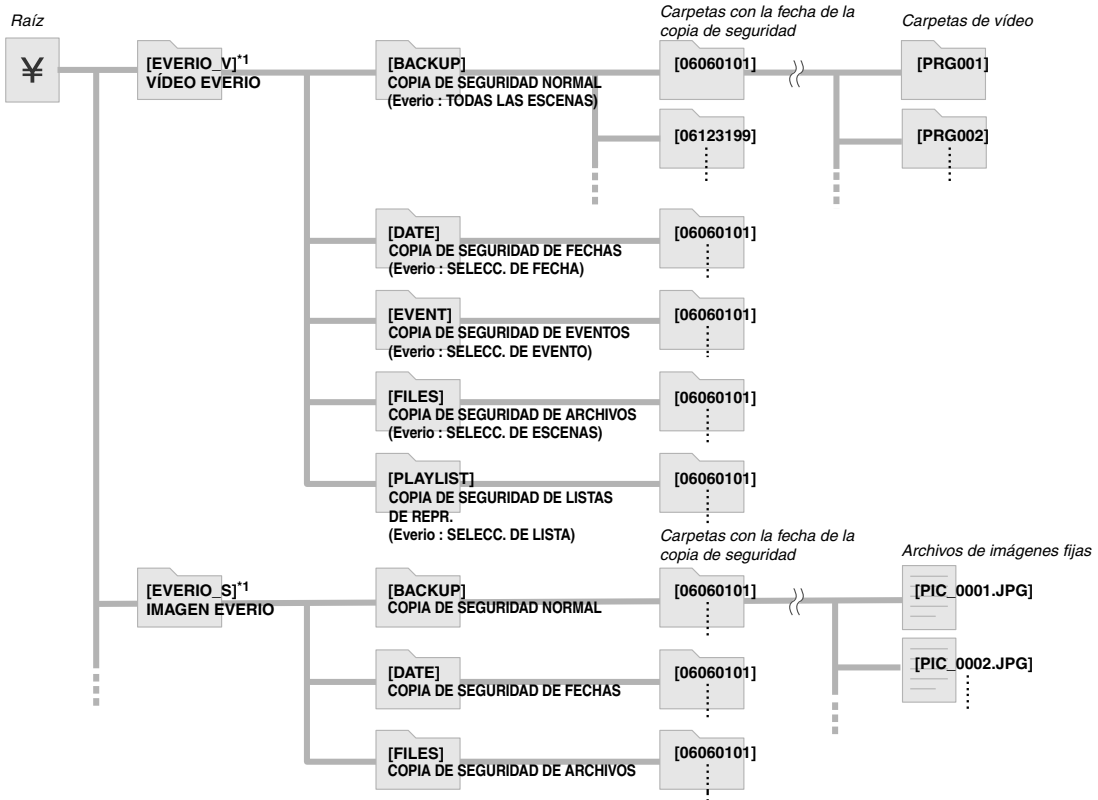 Raíz
¥
[EVERIO_V]*1
VÍDEO EVERIO
[BACKUP]
COPIA DE SEGURIDAD NORMAL
(Everio : TODAS LAS ESCENAS)
Carpetas con la fecha de la
copia de seguridad
[06060101]
[06123199]
Carpetas de vídeo
[PRG001]
[PRG002]
[DATE]
COPIA DE SEGURIDAD DE FECHAS
(Everio : SELECC. DE FECHA)
[06060101]
[EVENT]
COPIA DE SEGURIDAD DE EVENTOS
(Everio : SELECC. DE EVENTO)
[06060101]
[FILES]
COPIA DE SEGURIDAD DE ARCHIVOS
(Everio : SELECC. DE ESCENAS)
[06060101]
[PLAYLIST]
COPIA DE SEGURIDAD DE LISTAS
DE REPR.
(Everio : SELECC. DE LISTA)
[06060101]
[EVERIO_S]*1
IMAGEN EVERIO
[BACKUP]
COPIA DE SEGURIDAD NORMAL
Carpetas con la fecha de la
copia de seguridad
[06060101]
Archivos de imágenes fijas
[PIC_0001.JPG]
[PIC_0002.JPG]
[DATE]
COPIA DE SEGURIDAD DE FECHAS
[06060101]
[FILES]
COPIA DE SEGURIDAD DE ARCHIVOS
[06060101]